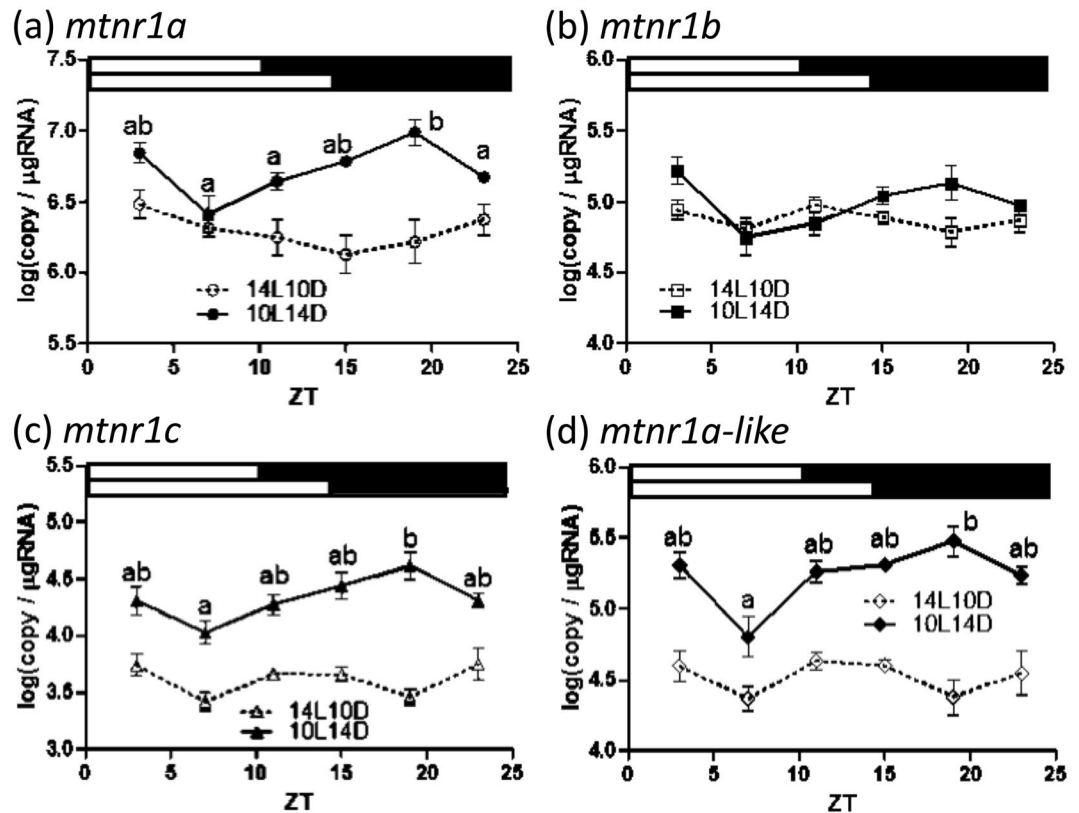 (a) mtnr1a
log(copy / µgRNA)
7.5
7.0
6.5
6.0
5.5
ab
a
a
ab
b
a
14L10D
10L14D
0
5
10
15
20
25
ZT
(b) mtnr1b
log(copy / µgRNA)
6.0
5.5
5.0
4.5
4.0
14L10D
10L14D
0
5
10
15
20
25
ZT
(c) mtnr1c
log(copy / µgRNA)
5.5
5.0
4.5
4.0
3.5
3.0
ab
a
ab
ab
b
ab
14L10D
10L14D
0
5
10
15
20
25
ZT
(d) mtnr1a-like
log(copy / µgRNA)
6.0
5.5
5.0
4.5
4.0
ab
a
ab
ab
b
ab
14L10D
10L14D
0
5
10
15
20
25
ZT